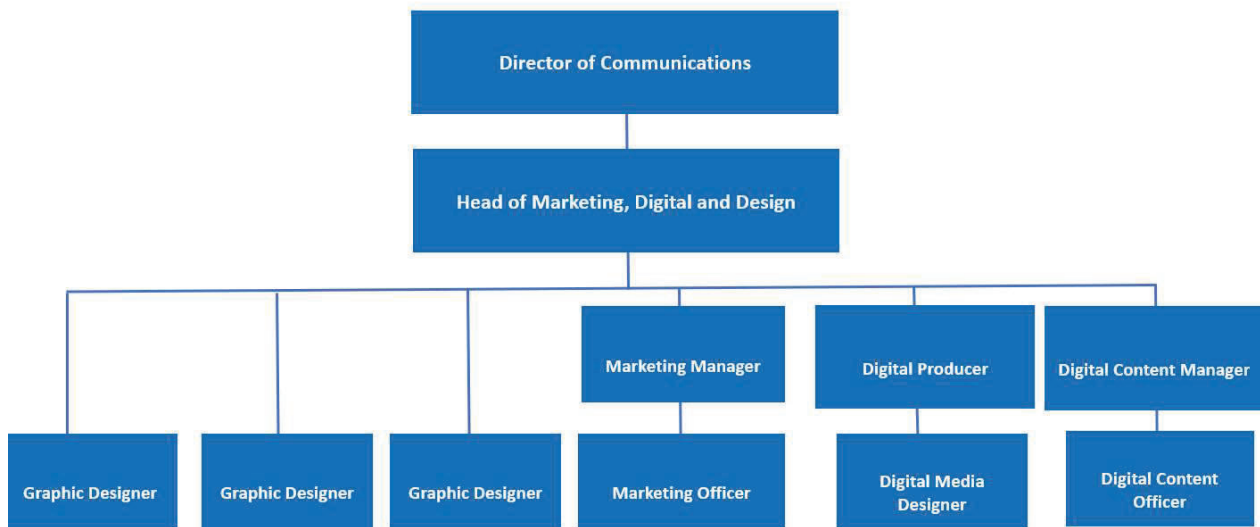 Director of Communications
Head of Marketing, Digital and Design
Marketing Manager
Digital Producer
Digital Content Manager
Graphic Designer
Graphic Designer
Graphic Designer
Marketing Officer
Digital Media
Designer
Digital Content
Officer